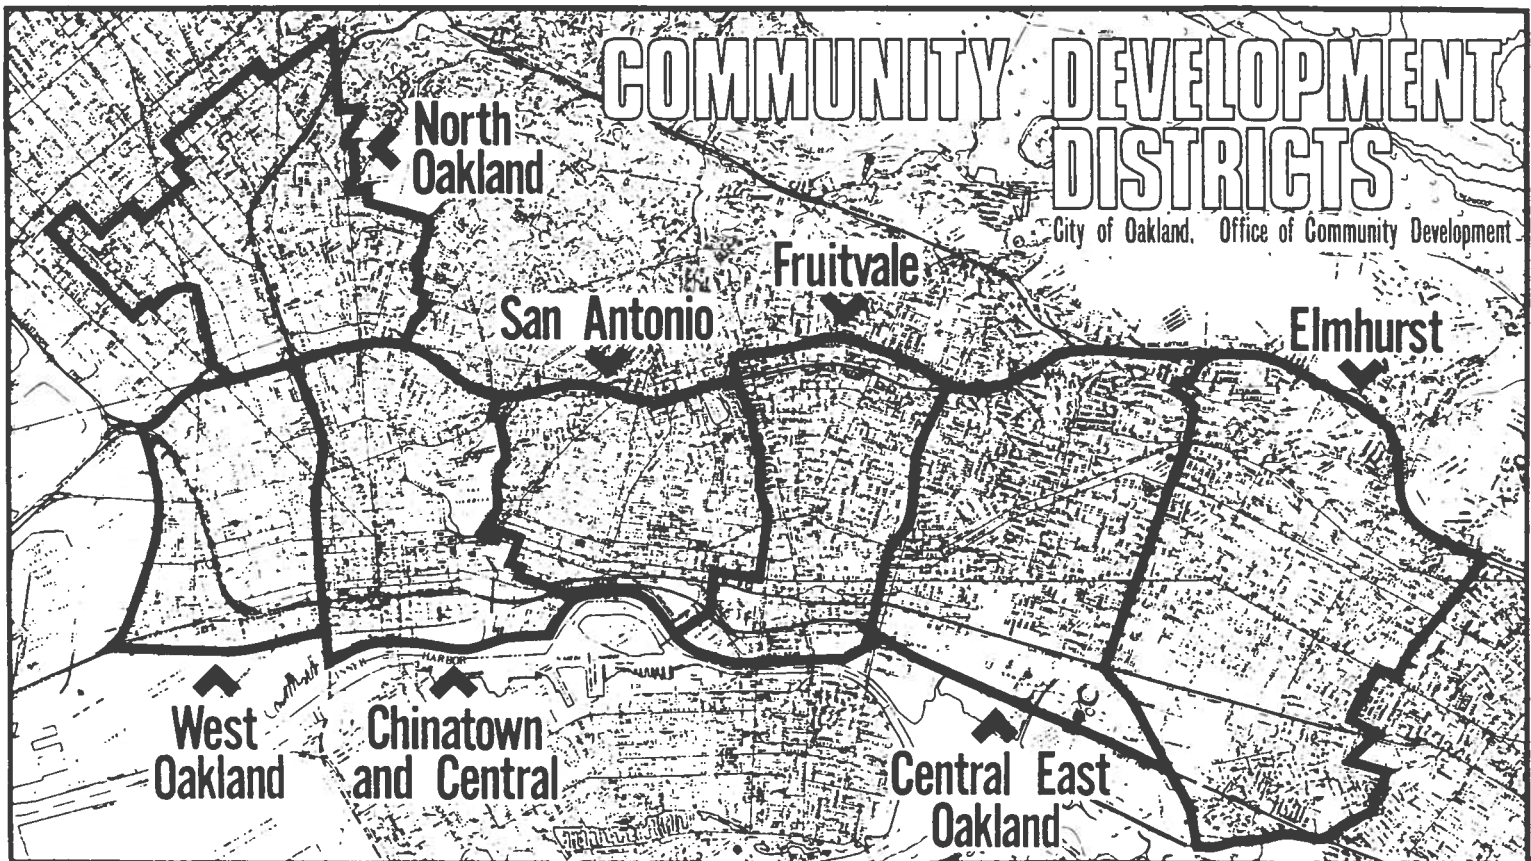 COMMUNITY DEVELOPMENT
DISTRICTS
City of Oakland, Office of Community Development
North
Oakland
Fruitvale
San Antonio
Elmhurst
HARBOR
West
Oakland
Chinatown
and Central
Central East
Oakland